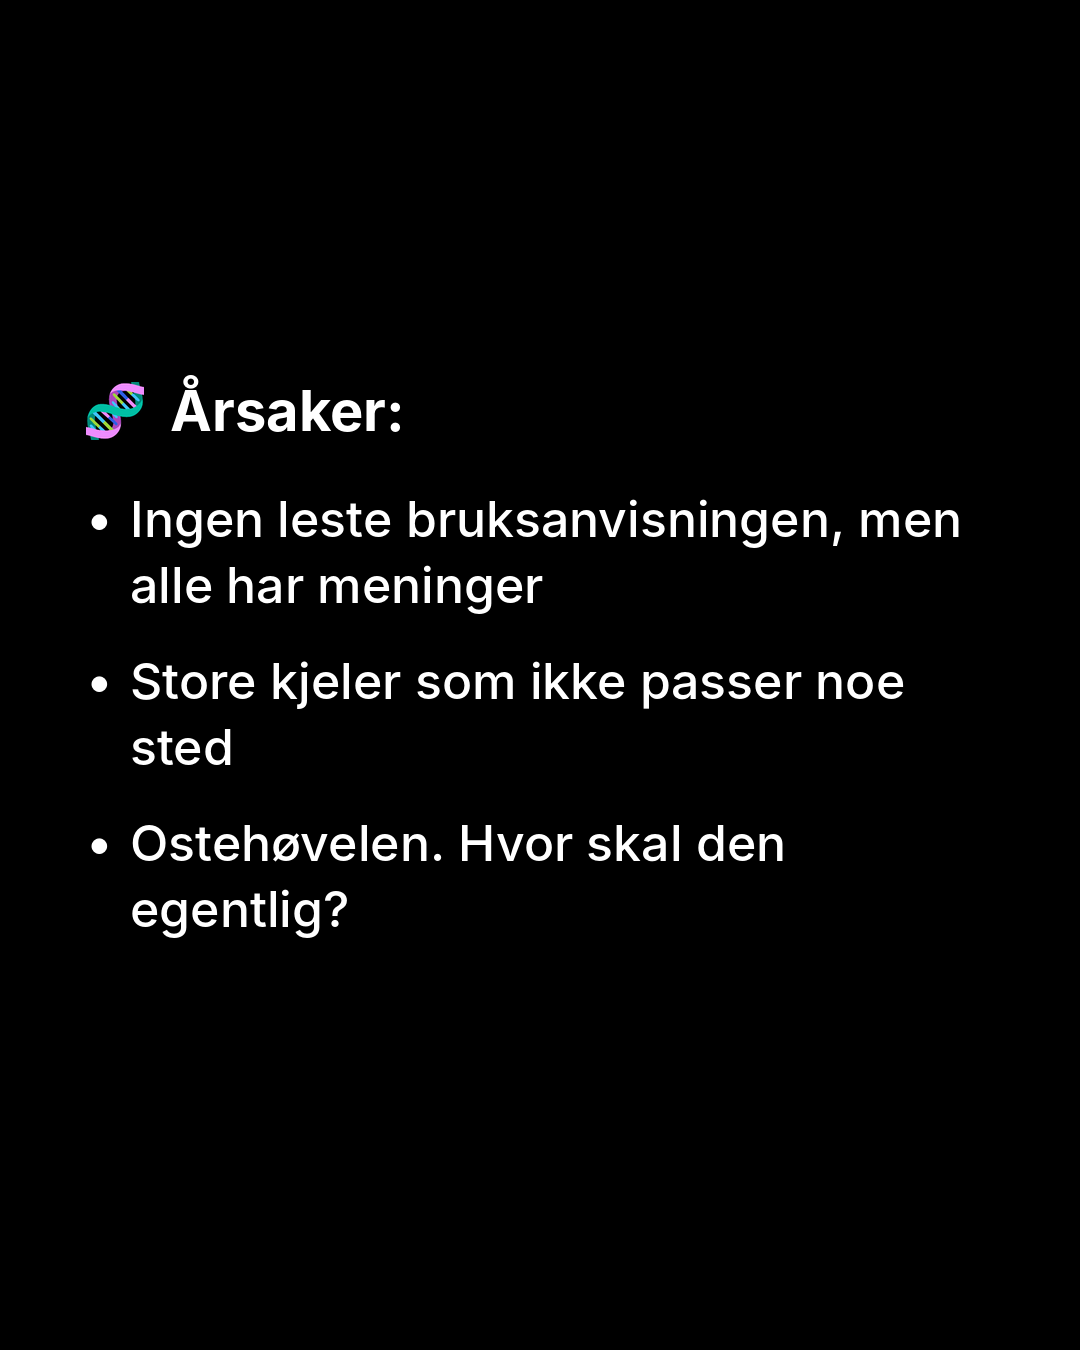 🧬 Årsaker:
• Ingen leste bruksanvisningen, men
alle har meninger
• Store kjeler som ikke passer noe
sted
• Ostehøvelen. Hvor skal den
egentlig?